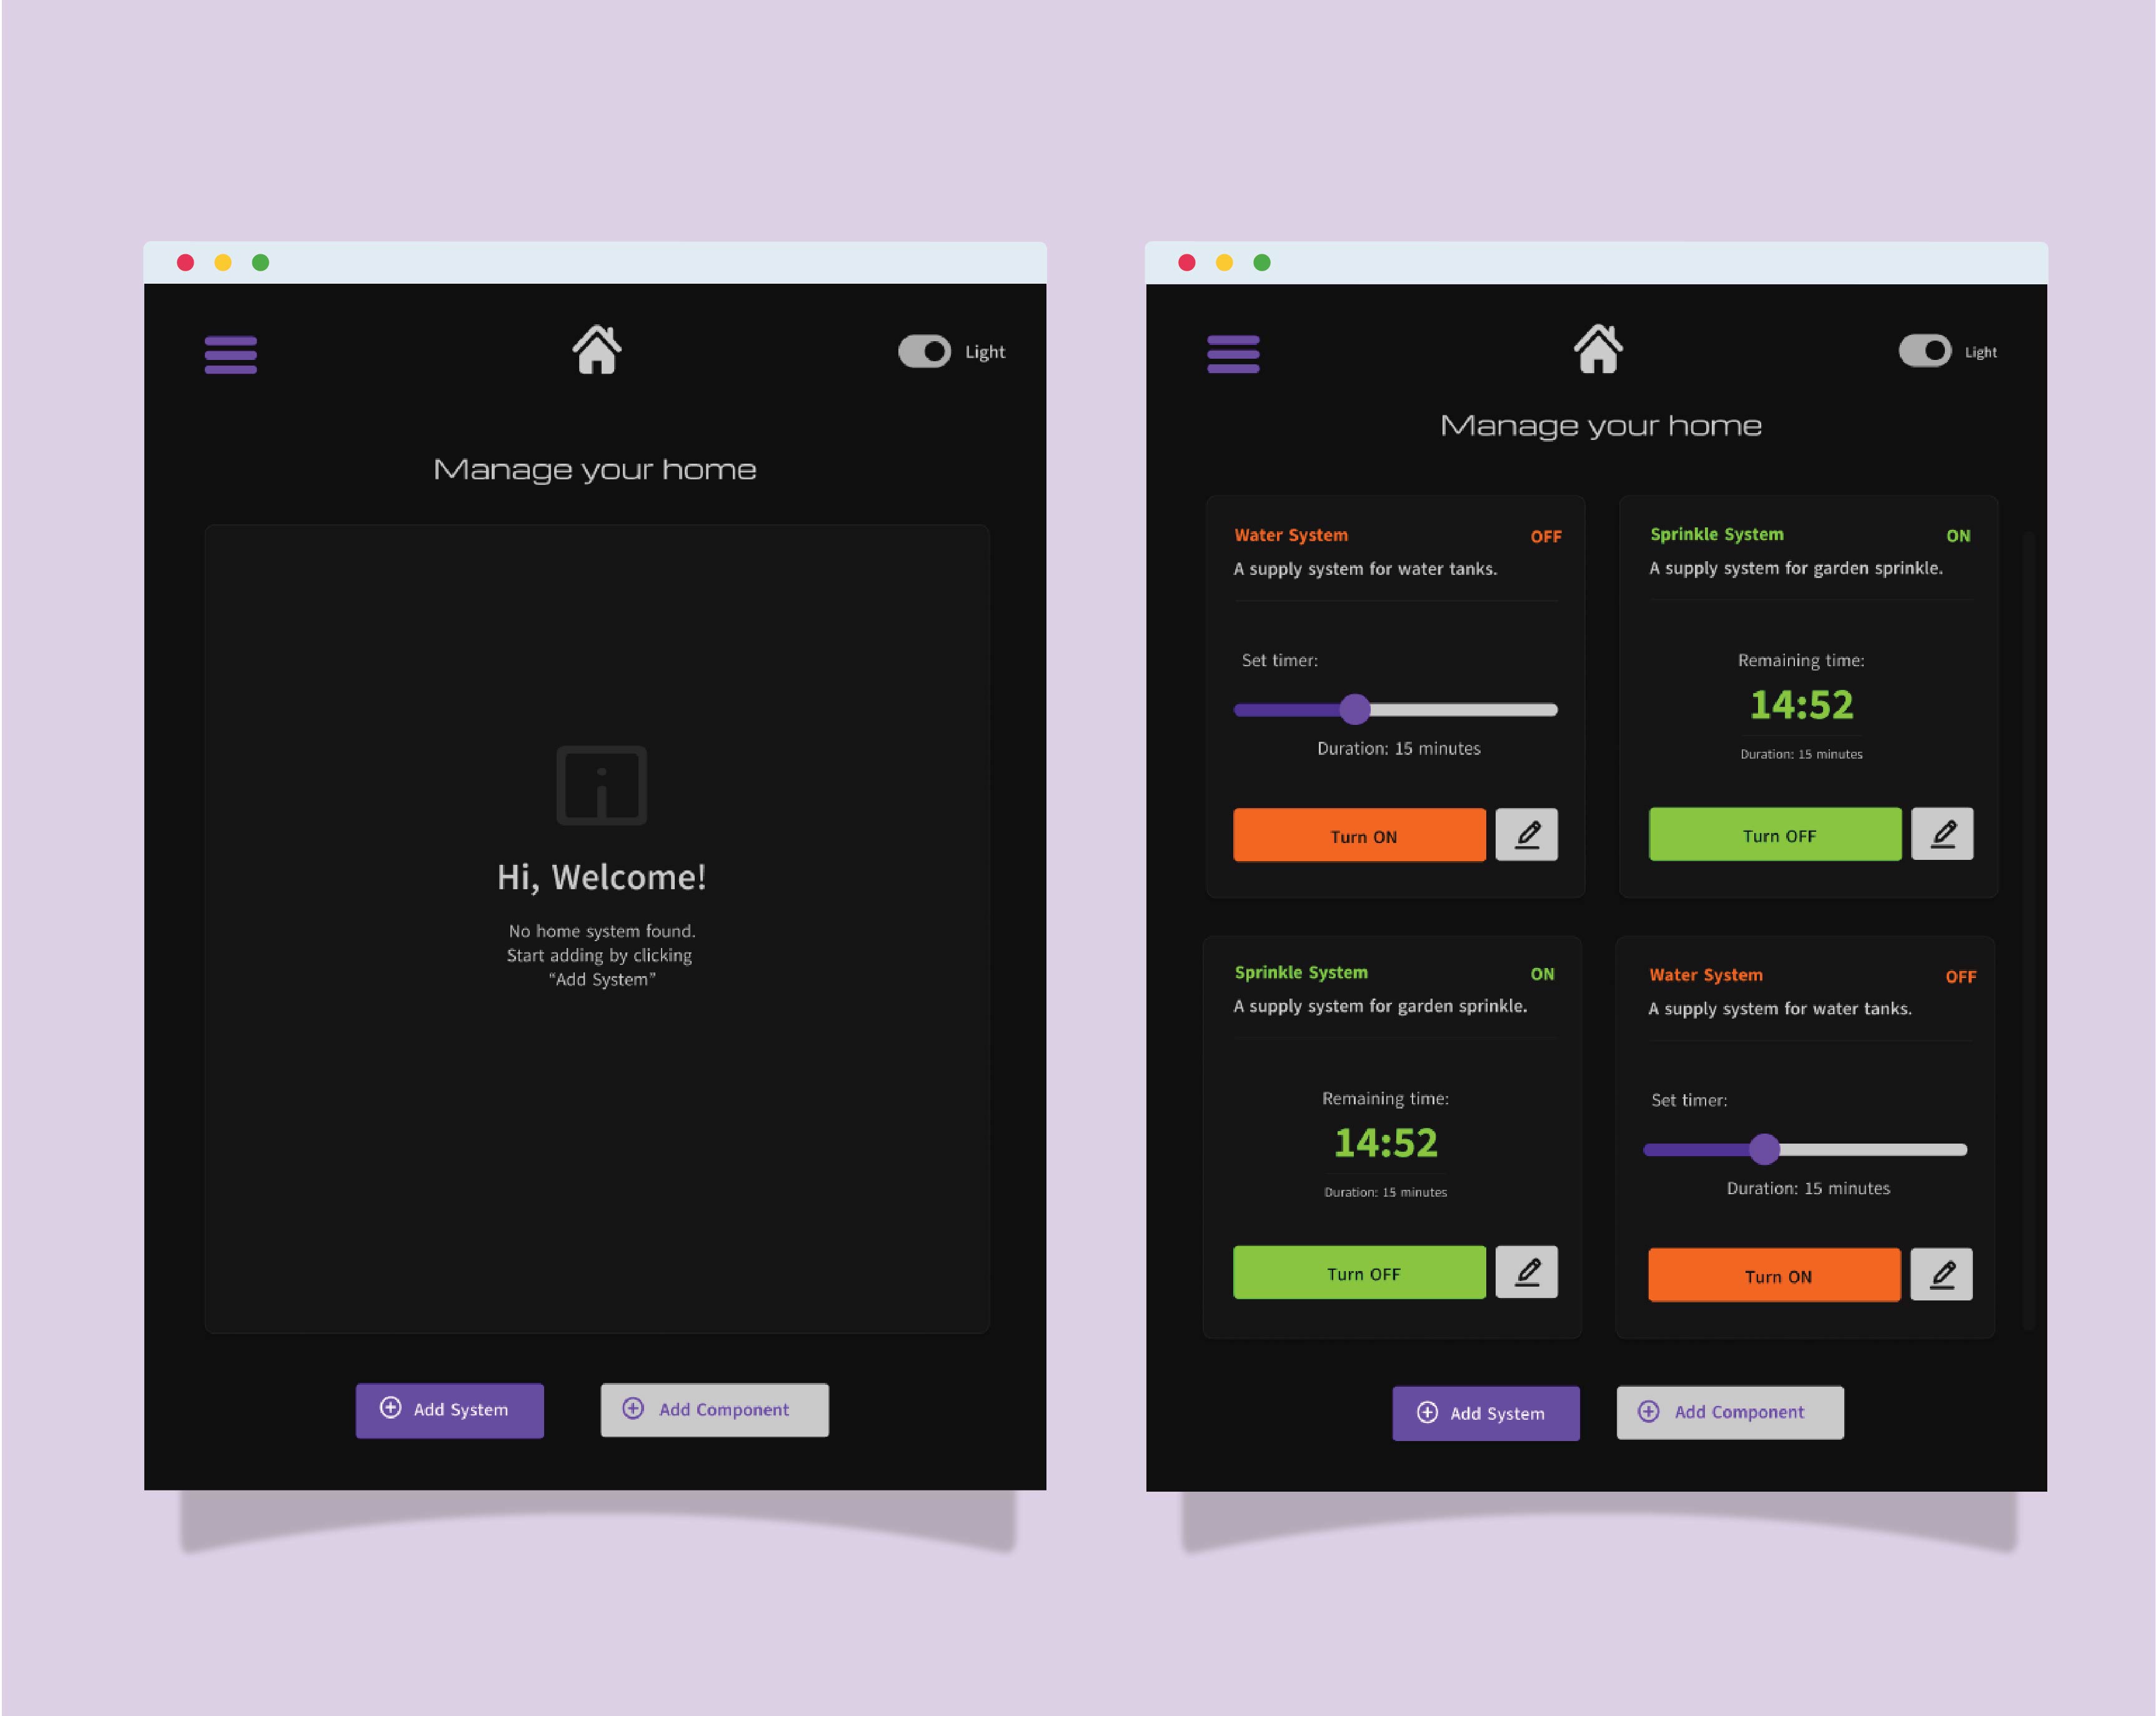 Light
Manage your home
Hi, Welcome!
No home system found.
Start adding by clicking
“Add System”
Add System
Add Component
Light
Manage your home
Water System
OFF
A supply system for water tanks.
Set timer:
Duration: 15 minutes
Turn ON
Sprinkle System
ON
A supply system for garden sprinkle.
Remaining time:
14:52
Duration: 15 minutes
Turn OFF
Sprinkle System
ON
A supply system for garden sprinkle.
Remaining time:
14:52
Duration: 15 minutes
Turn OFF
Water System
OFF
A supply system for water tanks.
Set timer:
Duration: 15 minutes
Turn ON
Add System
Add Component